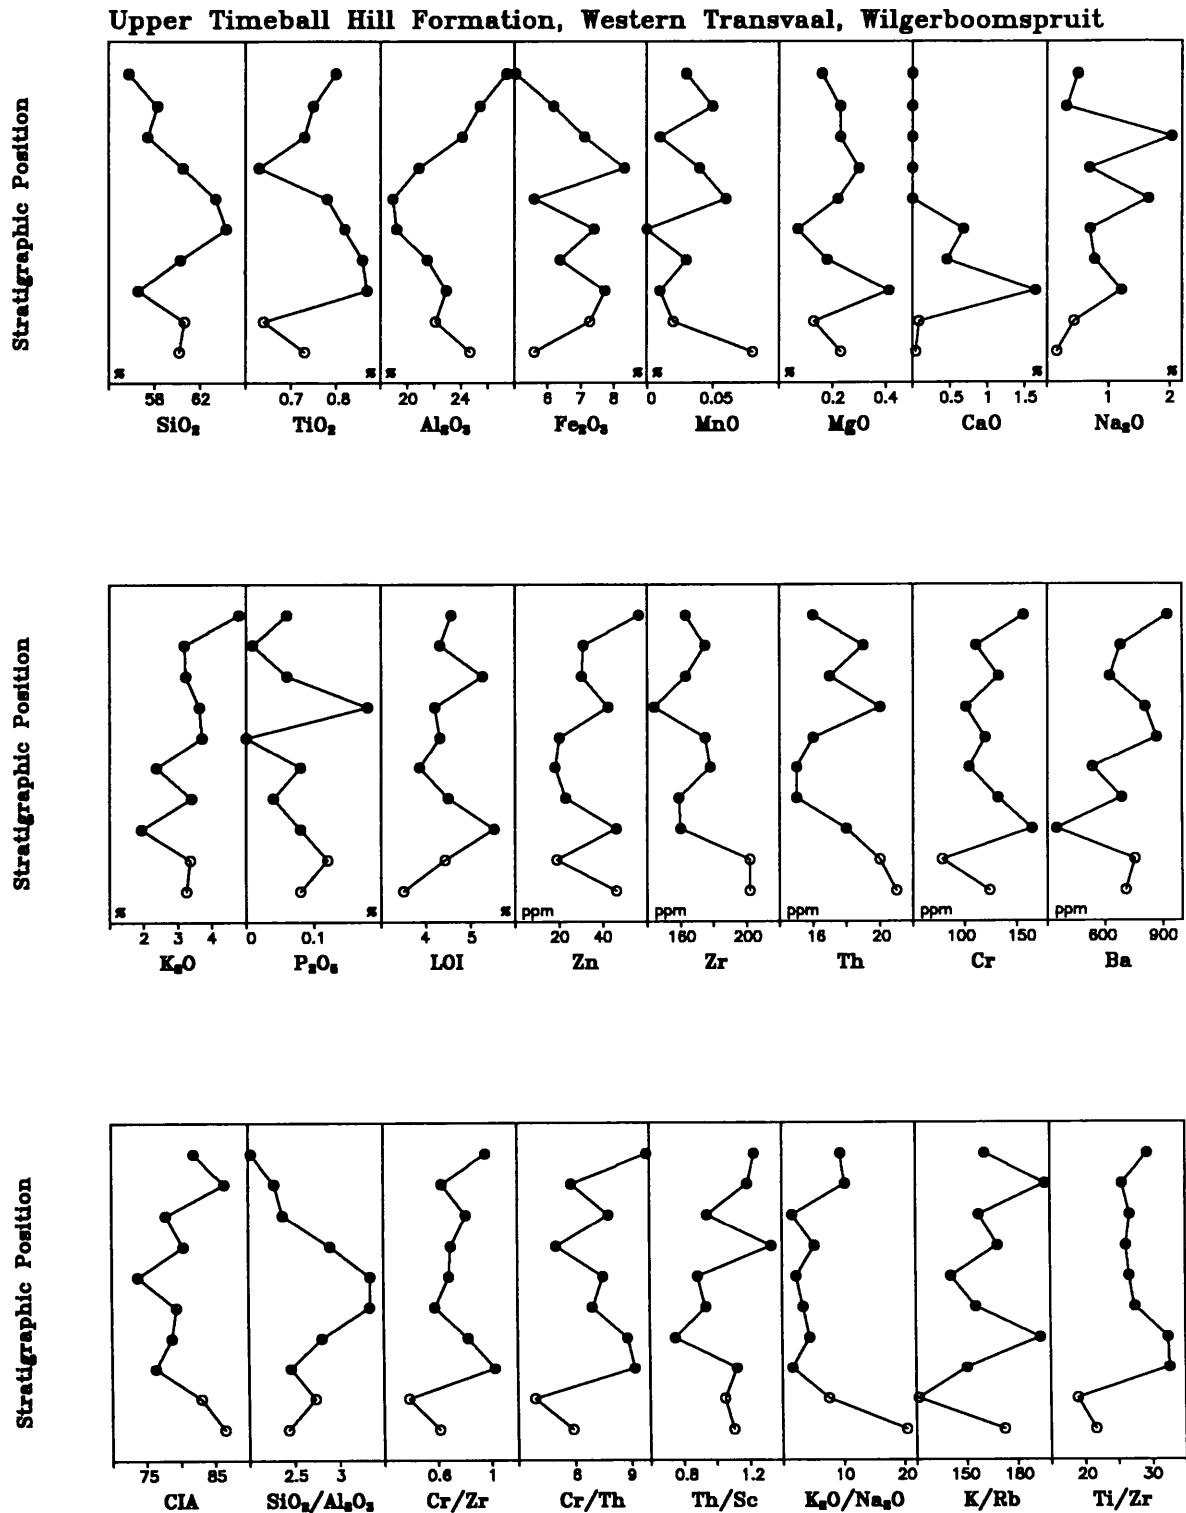 Upper Timeball Hill Formation, Western Transvaal, Wilgerboomspruit
Stratigraphic Position
% % % % % % % %
58 62 0.7 0.8 20 24 6 7 8 0 0.05 0.2 0.4 0.5 1 1.5 1 2
SiO₂ TiO₂ Al₂O₃ Fe₂O₃ MnO MgO CaO Na₂O
Stratigraphic Position
% % % ppm ppm ppm ppm ppm
2 3 4 0 0.1 4 5 20 40 160 200 16 20 100 150 600 900
K₂O P₂O₅ LOI Zn Zr Th Cr Ba
Stratigraphic Position
75 85 2.5 3 0.6 1 8 9 0.8 1.2 10 20 150 180 20 30
CIA SiO₂/Al₂O₃ Cr/Zr Cr/Th Th/Sc K₂O/Na₂O K/Rb Ti/Zr